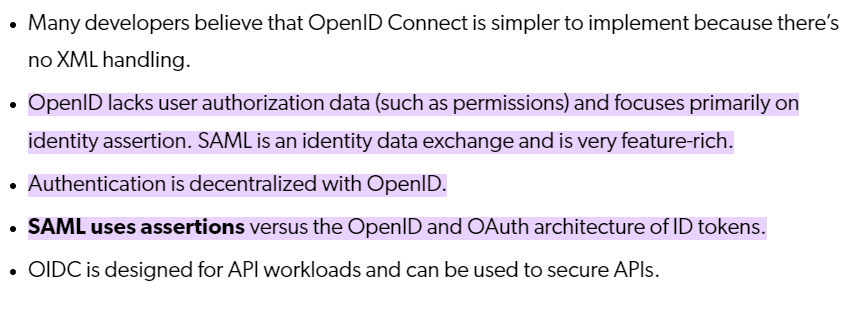 • Many developers believe that OpenID Connect is simpler to implement because there’s
no XML handling.
• OpenID lacks user authorization data (such as permissions) and focuses primarily on
identity assertion. SAML is an identity data exchange and is very feature-rich.
• Authentication is decentralized with OpenID.
• SAML uses assertions versus the OpenID and OAuth architecture of ID tokens.
• OIDC is designed for API workloads and can be used to secure APIs.